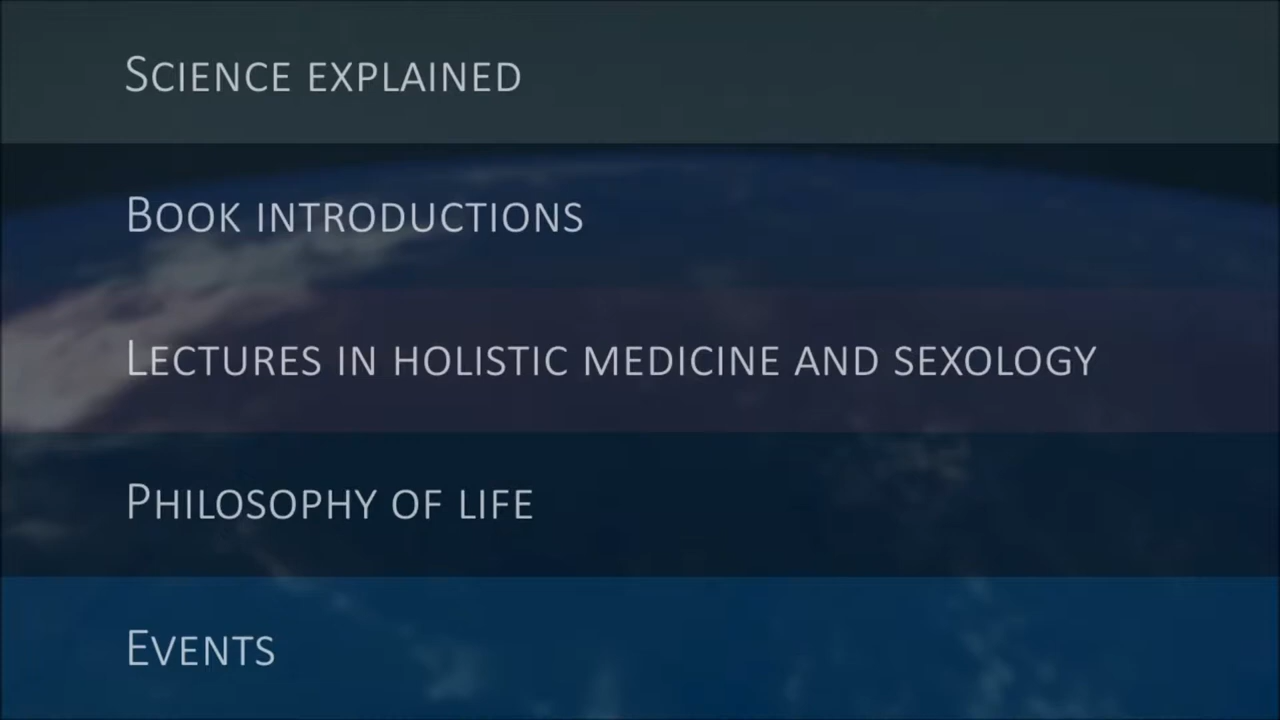 Science explained
Book introductions
Lectures in holistic medicine and sexology
Philosophy of life
Events